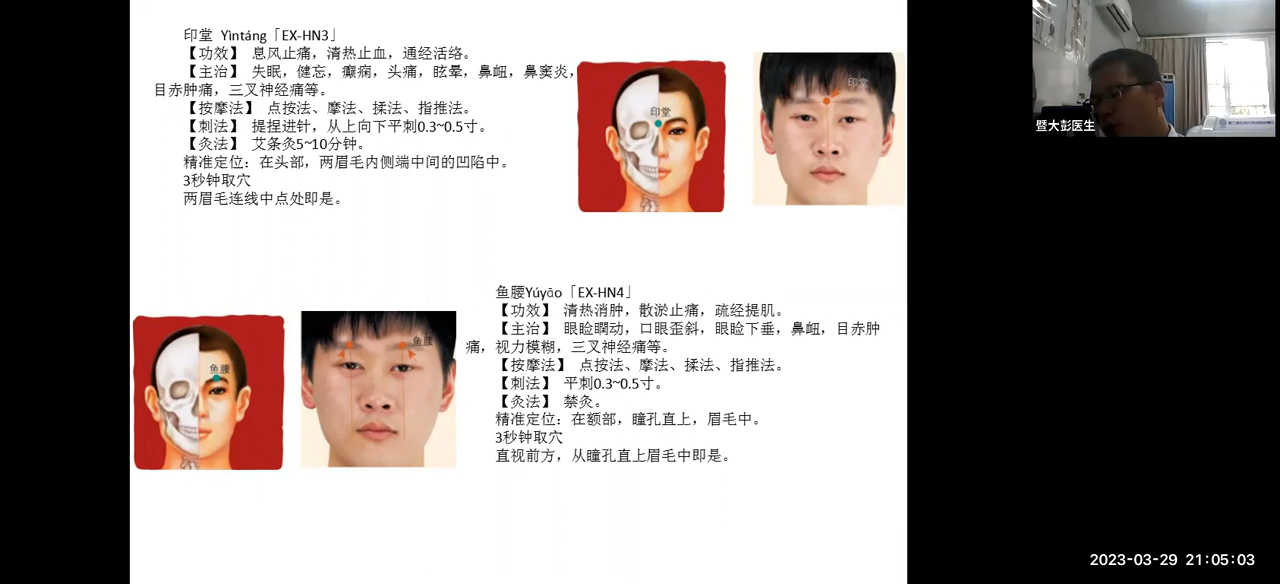 印堂 Yìntáng「EX-HN3」
【功效】 息风止痛，清热止血，通经活络。
【主治】 失眠，健忘，癫痫，头痛，眩晕，鼻衄，鼻窦炎，
目赤肿痛，三叉神经痛等。
【按摩法】 点按法、摩法、揉法、指推法。
【刺法】 提捏进针，从上向下平刺0.3~0.5寸。
【灸法】 艾条灸5~10分钟。
精准定位：在头部，两眉毛内侧端中间的凹陷中。
3秒钟取穴
两眉毛连线中点处即是。
印堂
印堂
暨大彭医生
鱼腰Yúyāo「EX-HN4」
【功效】 清热消肿，散淤止痛，疏经提肌。
【主治】 眼睑瞤动，口眼歪斜，眼睑下垂，鼻衄，目赤肿
痛，视力模糊，三叉神经痛等。
【按摩法】 点按法、摩法、揉法、指推法。
【刺法】 平刺0.3~0.5寸。
【灸法】 禁灸。
精准定位：在额部，瞳孔直上，眉毛中。
3秒钟取穴
直视前方，从瞳孔直上眉毛中即是。
鱼腰
鱼腰
2023-03-29 21:05:03